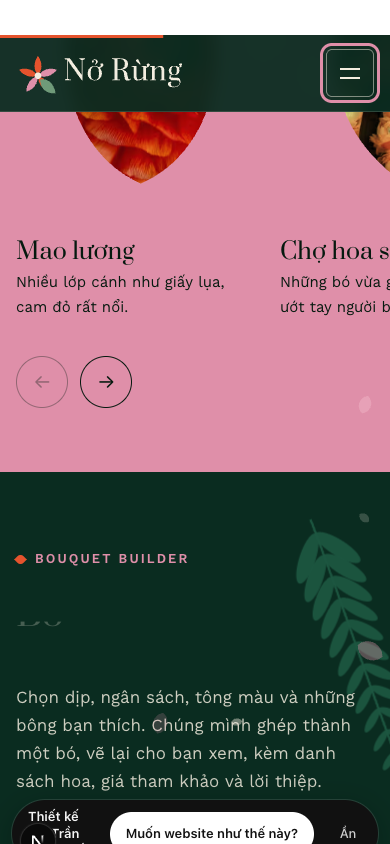 Nở Rừng
Mao lương
Nhiều lớp cánh như giấy lụa,
cam đỏ rất nổi.
Chợ hoa
Những bó vừa
ướt tay người
BOUQUET BUILDER
Chọn dịp, ngân sách, tông màu và những
bông bạn thích. Chúng mình ghép thành
một bó, vẽ lại cho bạn xem, kèm danh
sách hoa, giá tham khảo và lời thiệp.
Thiết kế
Trần
Muốn website như thế này?
Ẩn
N